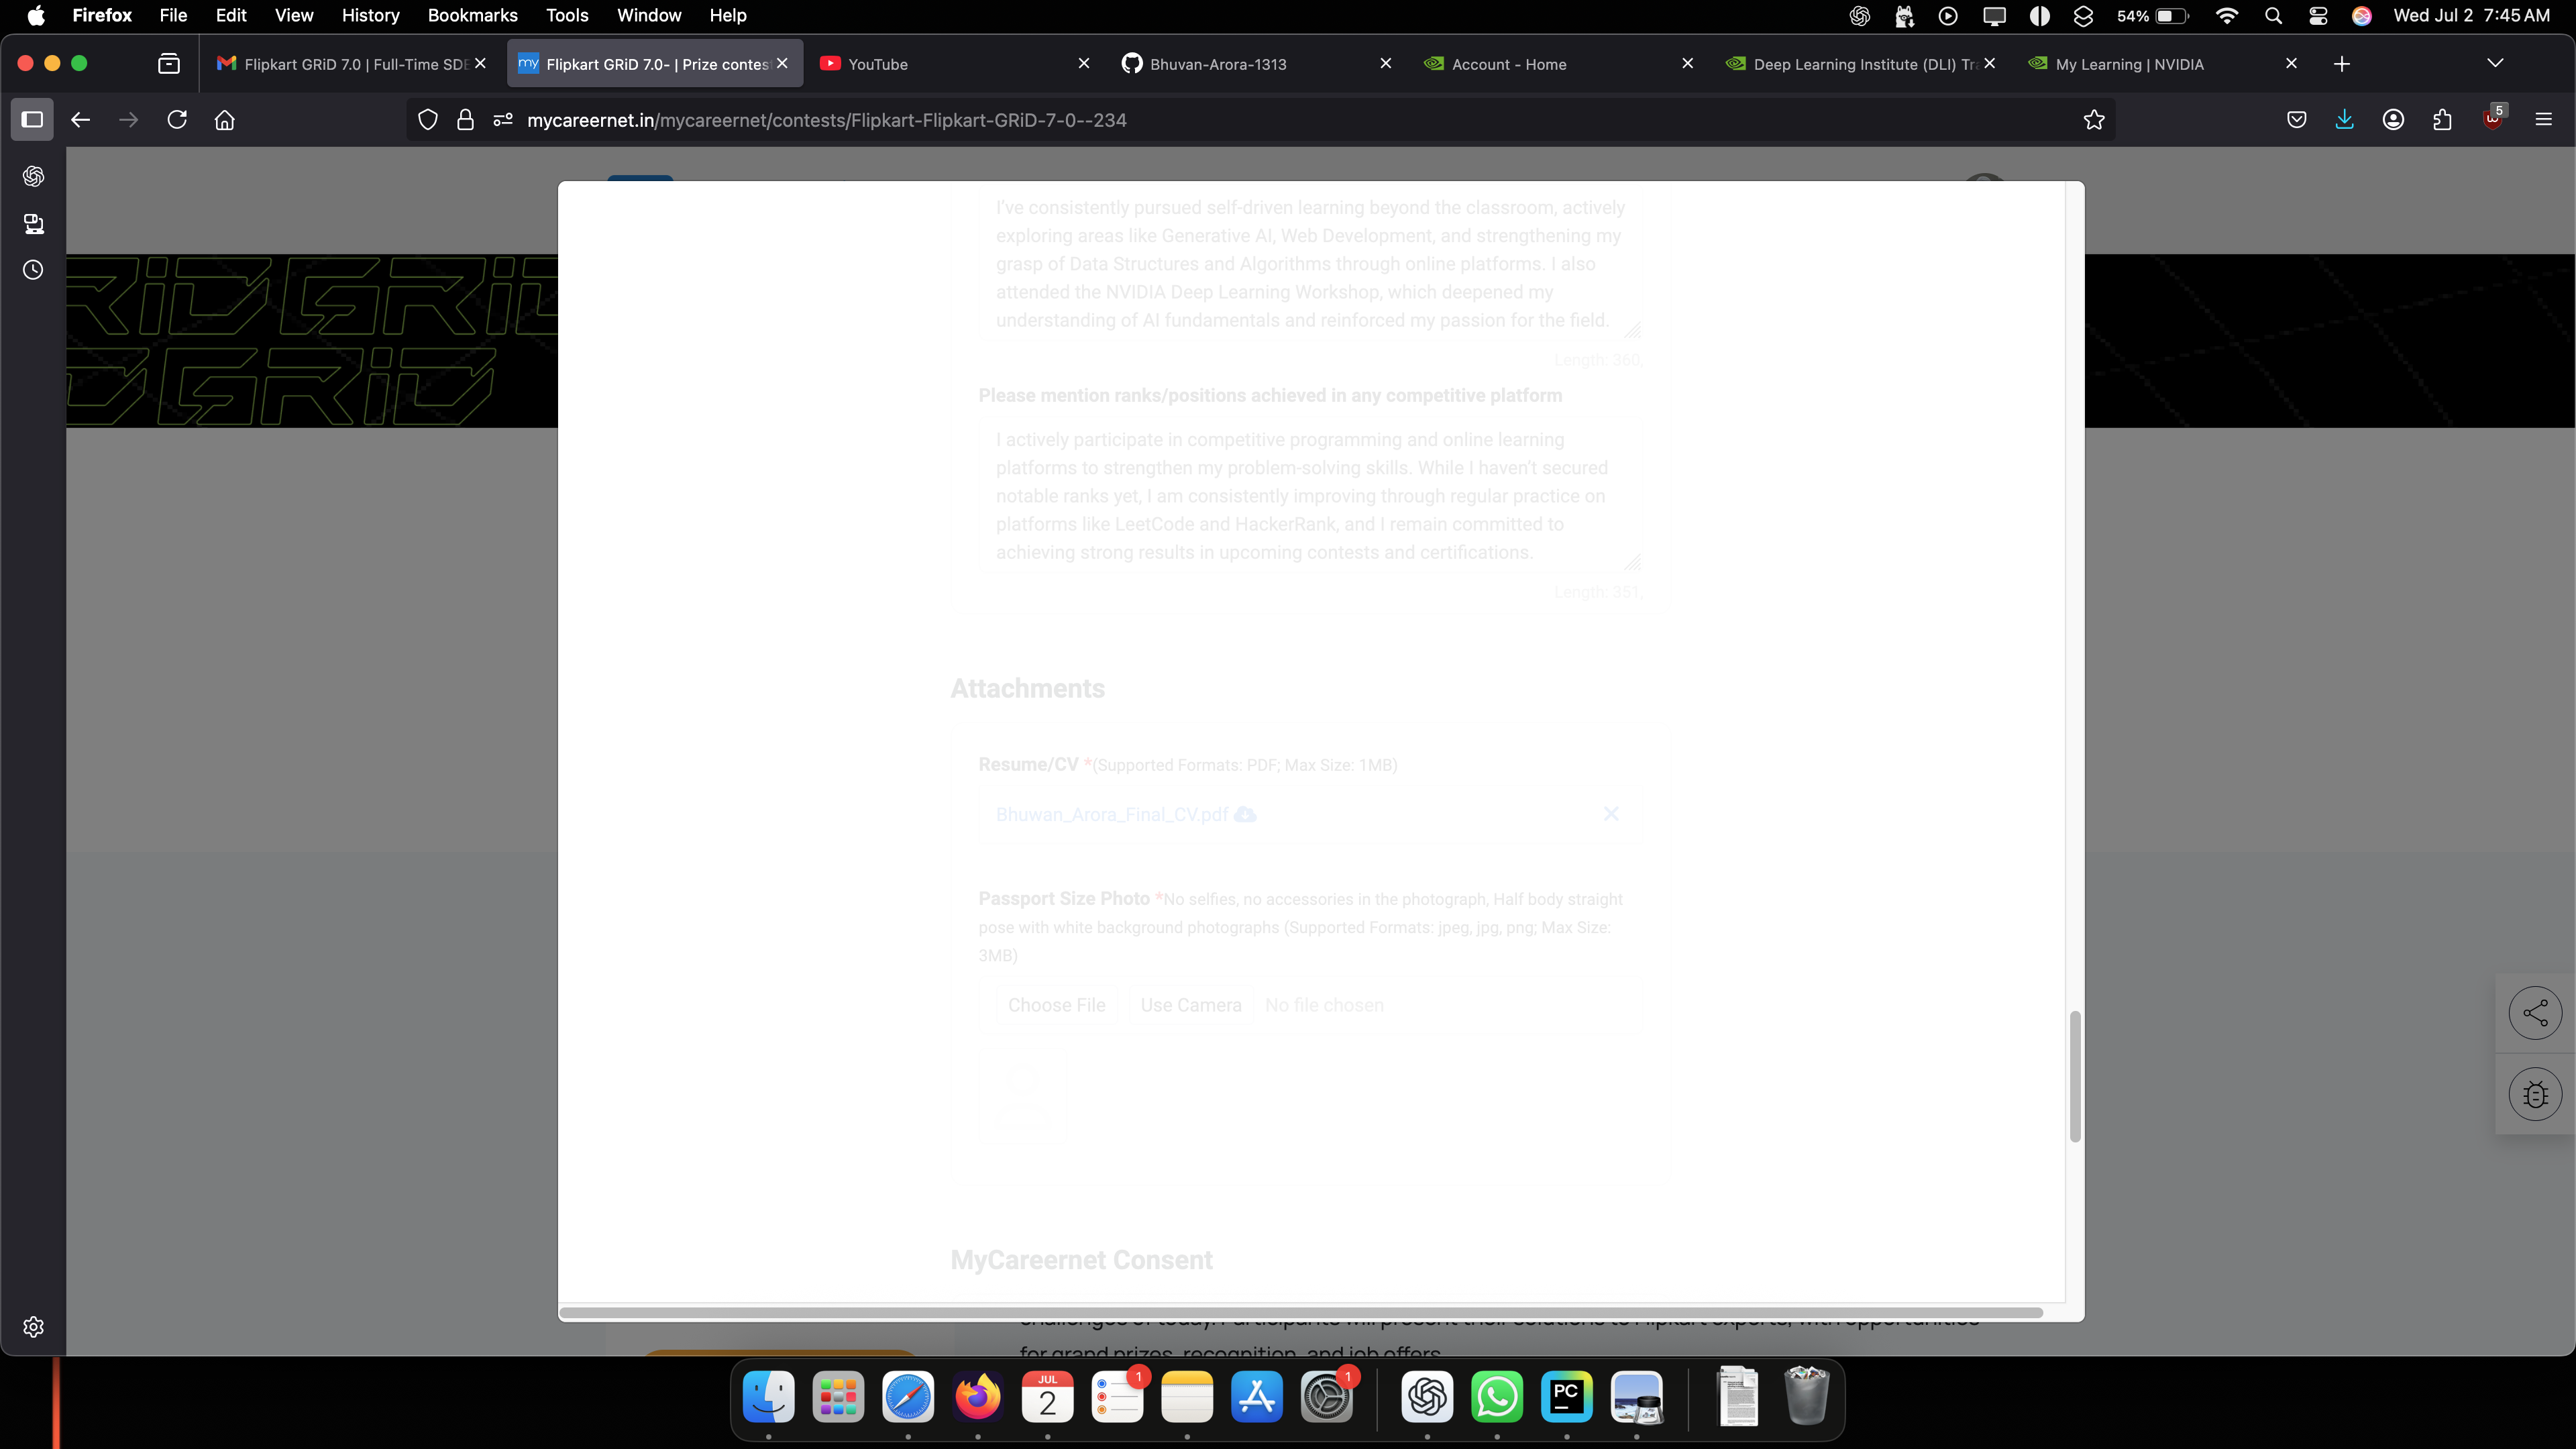 Firefox File Edit View History Bookmarks Tools Window Help
54% Wed Jul 2 7:45 AM
Flipkart GRiD 7.0 | Full-Time SDE
my Flipkart GRiD 7.0- | Prize contes
YouTube
Bhuvan-Arora-1313
Account - Home
Deep Learning Institute (DLI) Tr
My Learning | NVIDIA
mycareernet.in/mycareernet/contests/Flipkart-Flipkart-GRiD-7-0--234
5
I've consistently pursued self-driven learning beyond the classroom, actively
exploring areas like Generative AI, Web Development, and strengthening my
grasp of Data Structures and Algorithms through online platforms. I also
attended the NVIDIA Deep Learning Workshop, which deepened my
understanding of AI fundamentals and reinforced my passion for the field.
Length: 360,
Please mention ranks/positions achieved in any competitive platform
I actively participate in competitive programming and online learning
platforms to strengthen my problem-solving skills. While I haven't secured
notable ranks yet, I am consistently improving through regular practice on
platforms like LeetCode and HackerRank, and I remain committed to
achieving strong results in upcoming contests and certifications.
Length: 351,
Attachments
Resume/CV *(Supported Formats: PDF; Max Size: 1MB)
Bhuwan_Arora_Final_CV.pdf
Passport Size Photo *No selfies, no accessories in the photograph, Half body straight
pose with white background photographs (Supported Formats: jpeg, jpg, png; Max Size:
3MB)
Choose File Use Camera No file chosen
MyCareernet Consent
for grand prizes, recognition, and job offers
GRiD
GRiD
JUL
2
1
1
PC